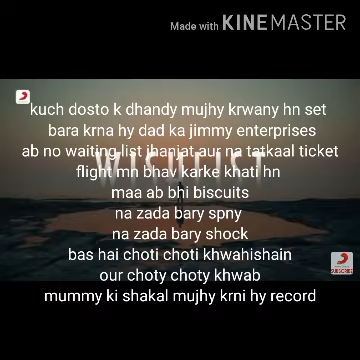 Made with KINEMASTER
kuch dosto k dhandy mujhy krwany hn set
bara krna hy dad ka jimmy enterprises
ab no waiting list jhanjat aur na tatkaal ticket
WISHLIST
flight mn bhav karke khati hn
maa ab bhi biscuits
na zada bary spny
na zada bary shock
bas hai choti choti khwahishain
our choty choty khwab
SUBSCRIBE
mummy ki shakal mujhy krni hy record